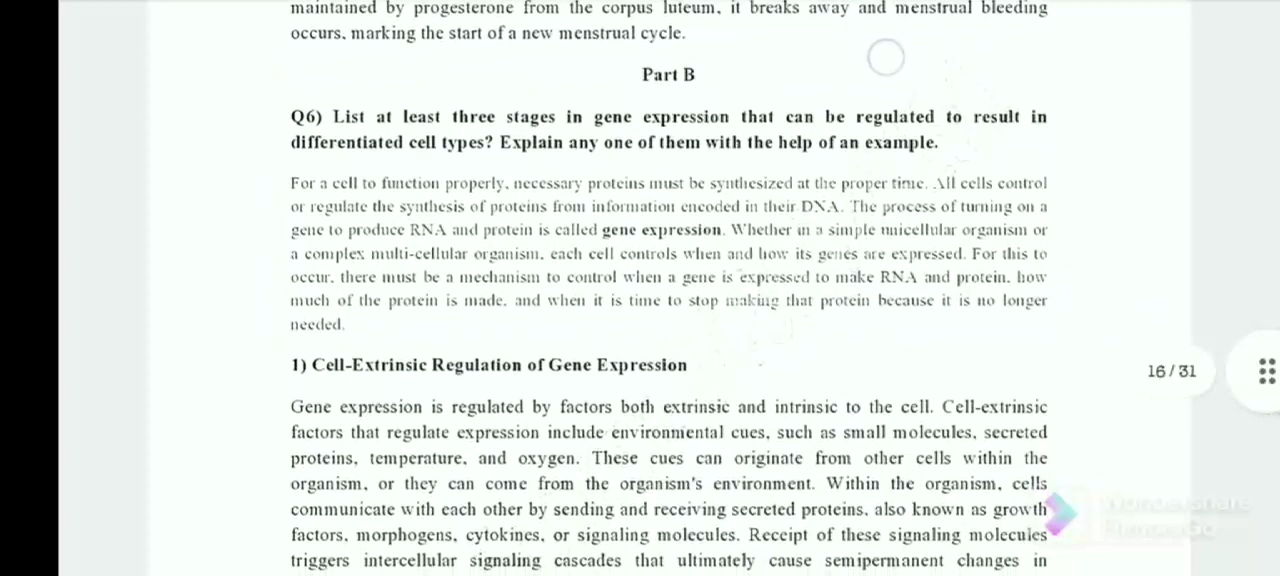 maintained by progesterone from the corpus luteum, it breaks away and menstrual bleeding
occurs, marking the start of a new menstrual cycle.
Part B
Q6) List at least three stages in gene expression that can be regulated to result in
differentiated cell types? Explain any one of them with the help of an example.
For a cell to function properly, necessary proteins must be synthesized at the proper time. All cells control
or regulate the synthesis of proteins from information encoded in their DNA. The process of turning on a
gene to produce RNA and protein is called gene expression. Whether in a simple unicellular organism or
a complex multi-cellular organism, each cell controls when and how its genes are expressed. For this to
occur, there must be a mechanism to control when a gene is expressed to make RNA and protein, how
much of the protein is made, and when it is time to stop making that protein because it is no longer
needed.
1) Cell-Extrinsic Regulation of Gene Expression
16 / 31
Gene expression is regulated by factors both extrinsic and intrinsic to the cell. Cell-extrinsic
factors that regulate expression include environmental cues, such as small molecules, secreted
proteins, temperature, and oxygen. These cues can originate from other cells within the
organism, or they can come from the organism's environment. Within the organism, cells
communicate with each other by sending and receiving secreted proteins, also known as growth
factors, morphogens, cytokines, or signaling molecules. Receipt of these signaling molecules
triggers intercellular signaling cascades that ultimately cause semipermanent changes in
Wondershare